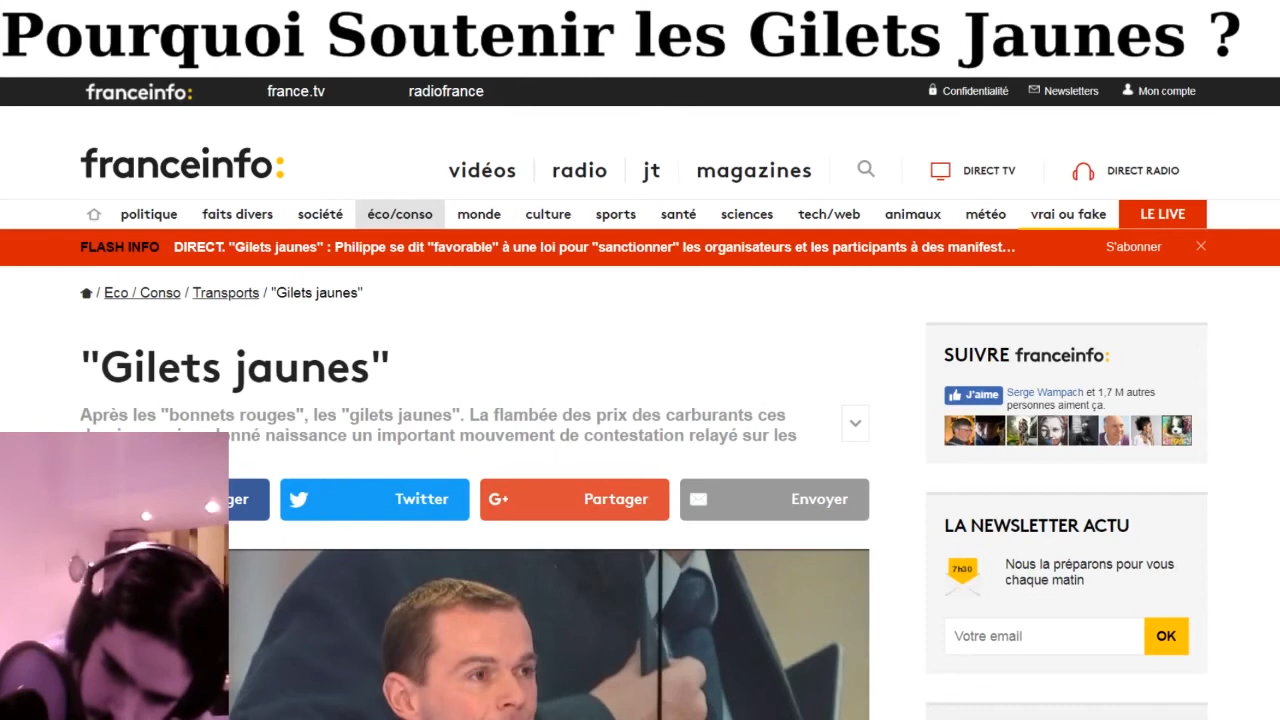 Pourquoi Soutenir les Gilets Jaunes ?
franceinfo: france.tv radiofrance Confidentialité Newsletters Mon compte
franceinfo: vidéos radio jt magazines DIRECT TV DIRECT RADIO
politique faits divers société éco/conso monde culture sports santé sciences tech/web animaux météo vrai ou fake LE LIVE
FLASH INFO DIRECT. "Gilets jaunes" : Philippe se dit "favorable" à une loi pour "sanctionner" les organisateurs et les participants à des manifest... S'abonner
/ Eco / Conso / Transports / "Gilets jaunes"
"Gilets jaunes"
Après les "bonnets rouges", les "gilets jaunes". La flambée des prix des carburants ces
naissance un important mouvement de contestation relayé sur les
ger Twitter G+ Partager Envoyer
SUIVRE franceinfo:
J'aime Serge Wampach et 1,7 M autres
personnes aiment ça.
LA NEWSLETTER ACTU
7h30 Nous la préparons pour vous
chaque matin
Votre email OK